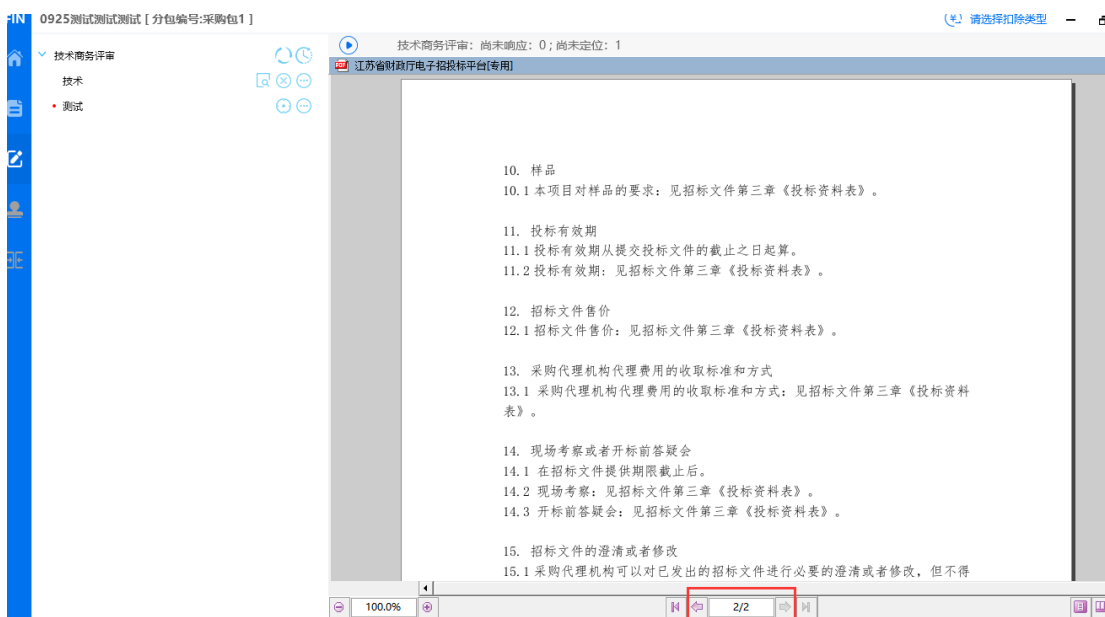 FIN
0925测试测试测试 [ 分包编号:采购包1 ]
(¥) 请选择扣除类型
技术商务评审
技术
测试
技术商务评审：尚未响应：0 ; 尚未定位：1
PDF 江苏省财政厅电子招投标平台[专用]
10. 样品
10.1 本项目对样品的要求：见招标文件第三章《投标资料表》。
11. 投标有效期
11.1 投标有效期从提交投标文件的截止之日起算。
11.2 投标有效期：见招标文件第三章《投标资料表》。
12. 招标文件售价
12.1 招标文件售价：见招标文件第三章《投标资料表》。
13. 采购代理机构代理费用的收取标准和方式
13.1 采购代理机构代理费用的收取标准和方式：见招标文件第三章《投标资料
表》。
14. 现场考察或者开标前答疑会
14.1 在招标文件提供期限截止后。
14.2 现场考察：见招标文件第三章《投标资料表》。
14.3 开标前答疑会：见招标文件第三章《投标资料表》。
15. 招标文件的澄清或者修改
15.1 采购代理机构可以对已发出的招标文件进行必要的澄清或者修改，但不得
100.0%
2/2